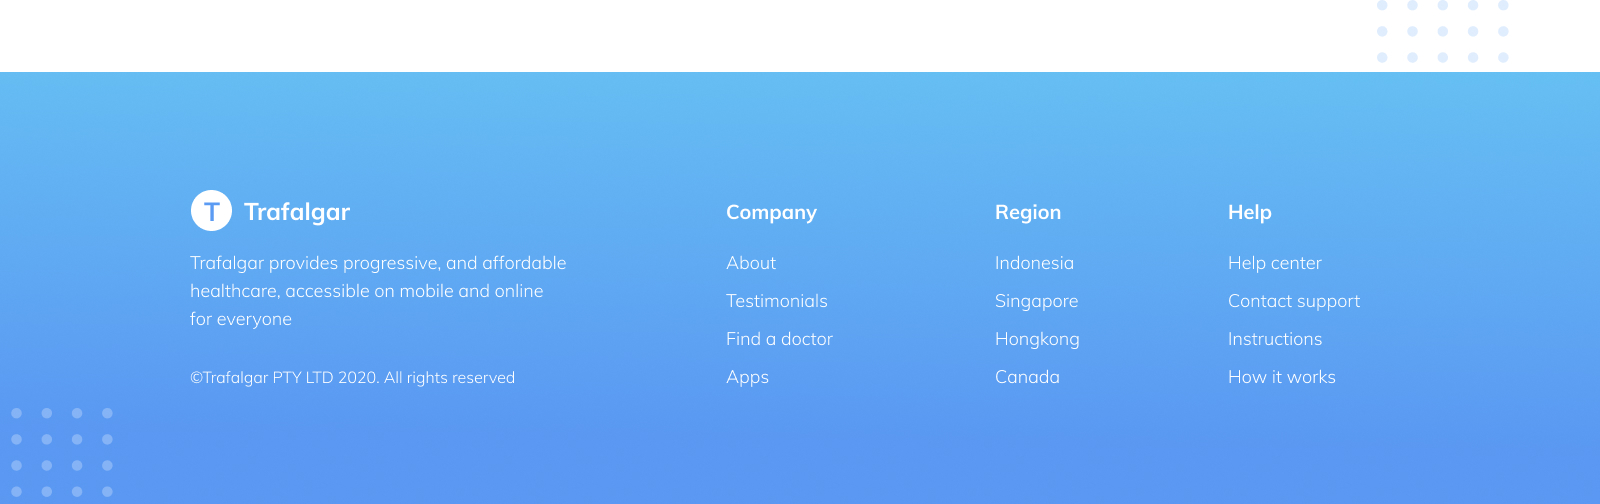 T Trafalgar
Trafalgar provides progressive, and affordable
healthcare, accessible on mobile and online
for everyone
©Trafalgar PTY LTD 2020. All rights reserved
Company
About
Testimonials
Find a doctor
Apps
Region
Indonesia
Singapore
Hongkong
Canada
Help
Help center
Contact support
Instructions
How it works